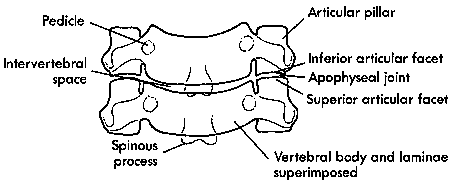 Pedicle
Articular pillar
Intervertebral
space
Inferior articular facet
Apophyseal joint
Superior articular facet
Spinous
process
Vertebral body and laminae
superimposed